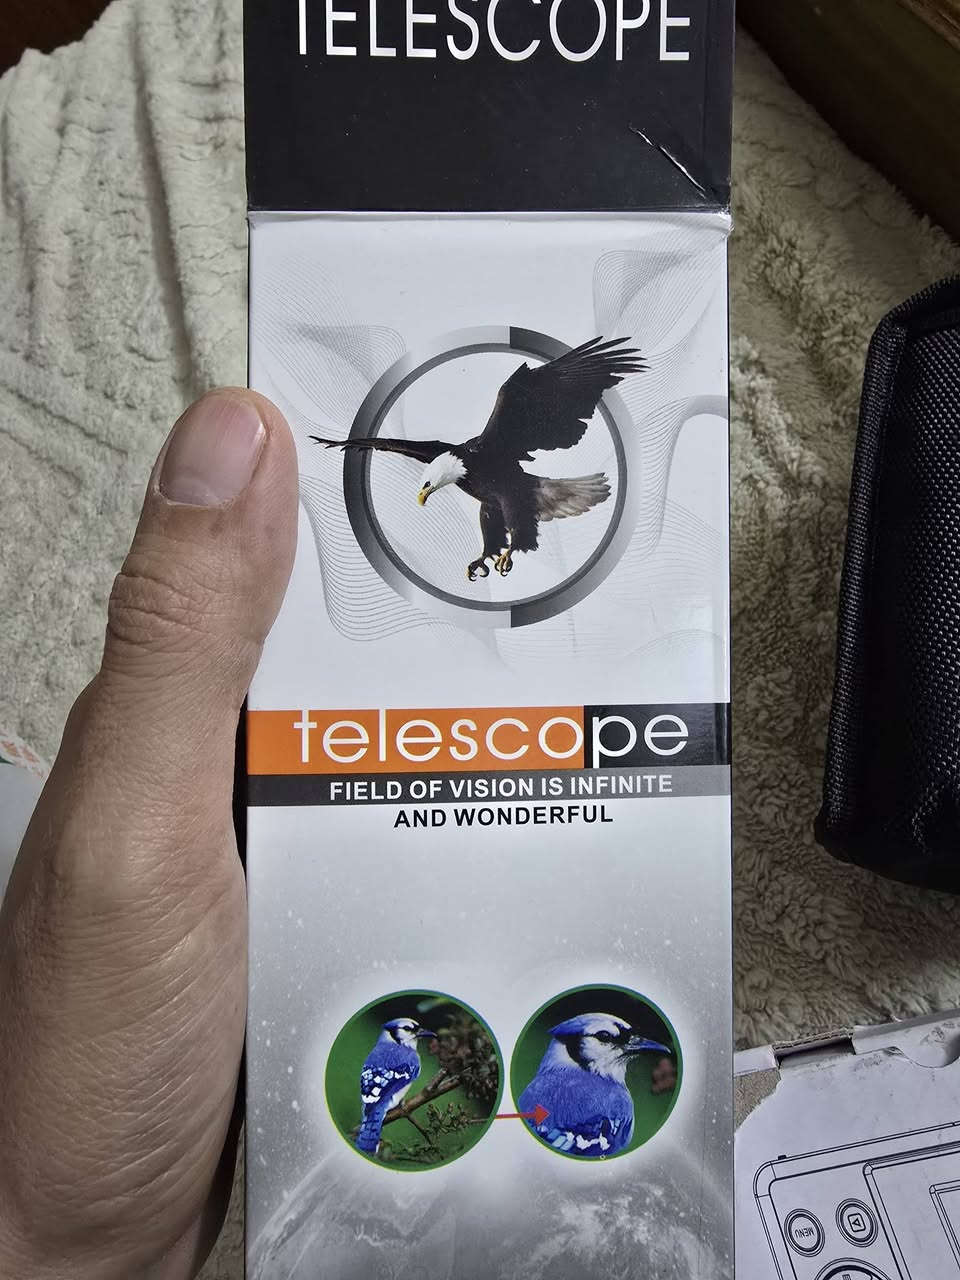 TELESCOPE
telescope
FIELD OF VISION IS INFINITE
AND WONDERFUL
MENU